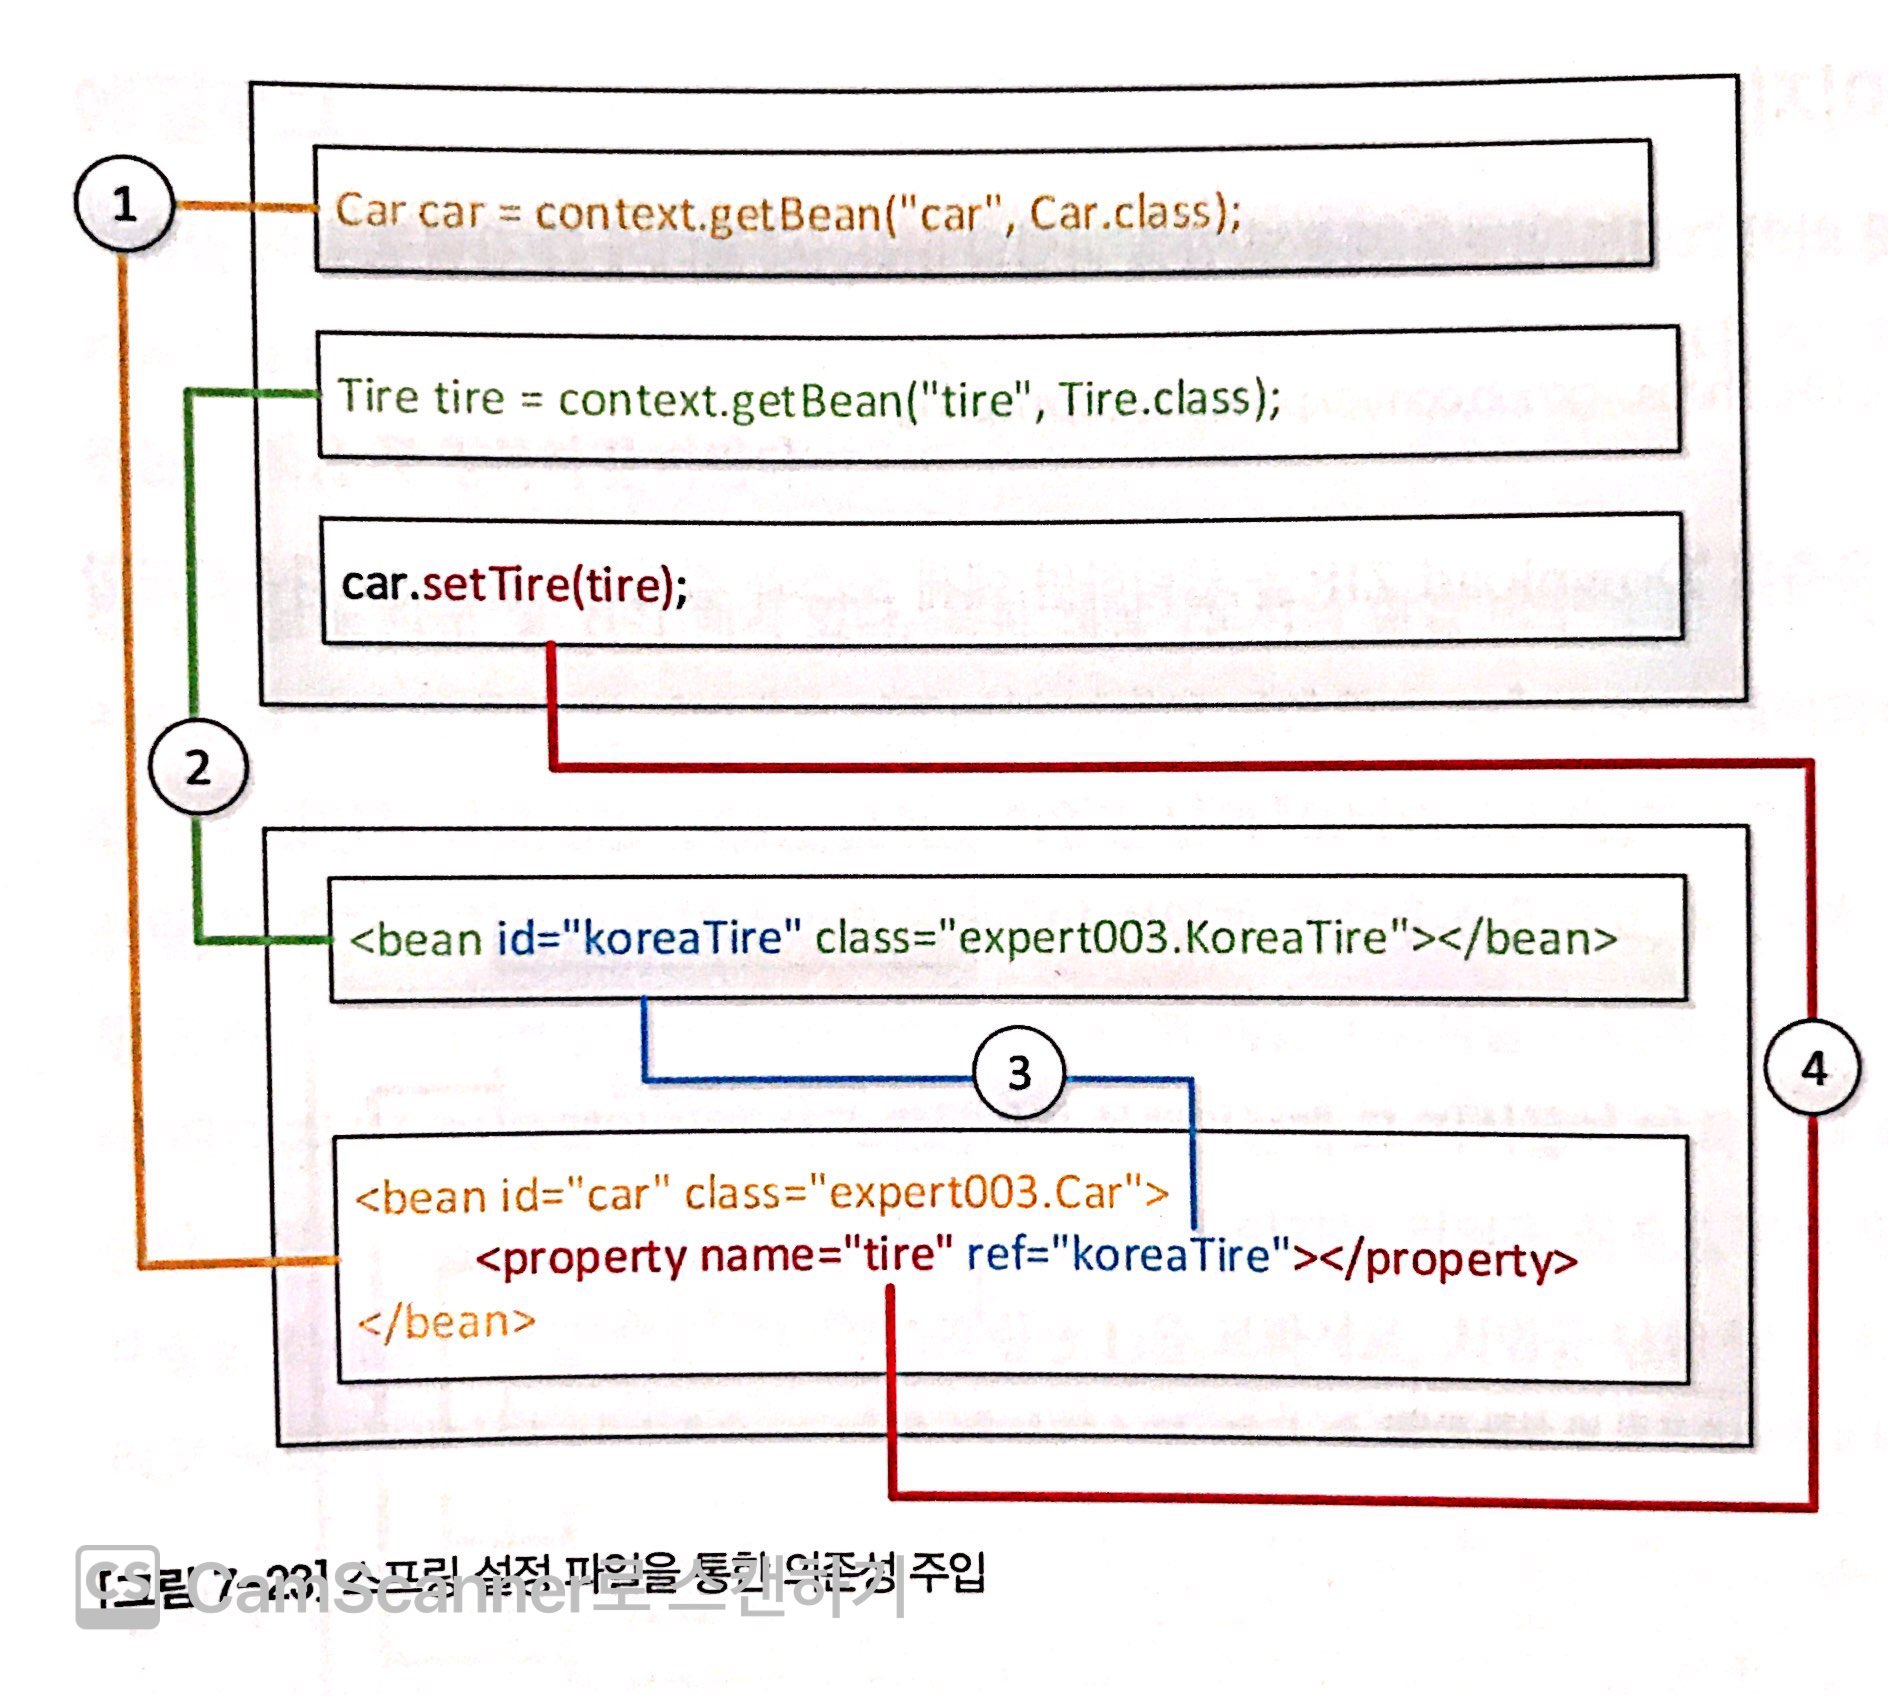 1
Car car = context.getBean("car", Car.class);
Tire tire = context.getBean("tire", Tire.class);
car.setTire(tire);
2
<bean id="koreaTire" class="expert003.KoreaTire"></bean>
3
4
<bean id="car" class="expert003.Car">
<property name="tire" ref="koreaTire"></property>
</bean>
[그림 7-23] 스프링 설정 파일을 통한 의존성 주입
CS CamScanner로 스캔하기